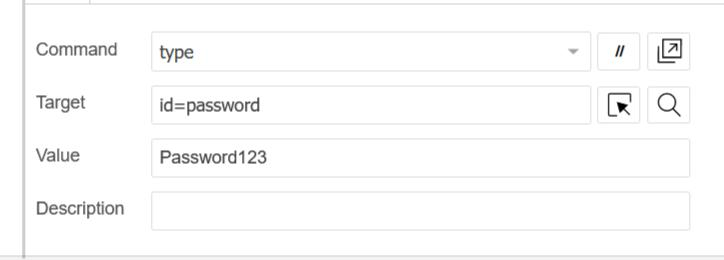 Command type //
Target id=password
Value Password123
Description